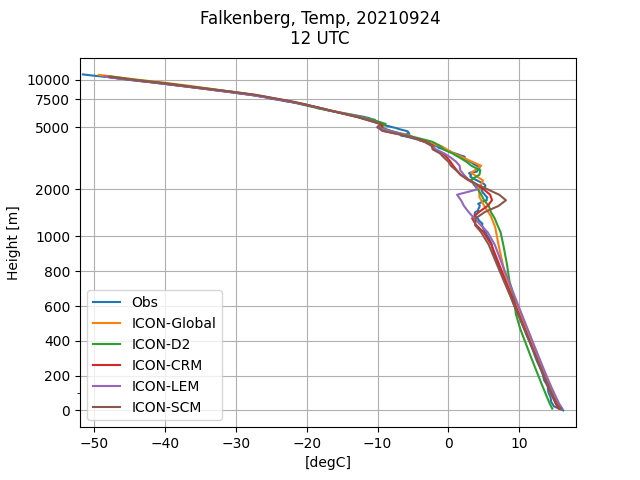 Falkenberg, Temp, 20210924
12 UTC
Height [m]
10000
7500
5000
2000
1000
800
600
400
200
0
Obs
ICON-Global
ICON-D2
ICON-CRM
ICON-LEM
ICON-SCM
−50
−40
−30
−20
−10
0
10
[degC]